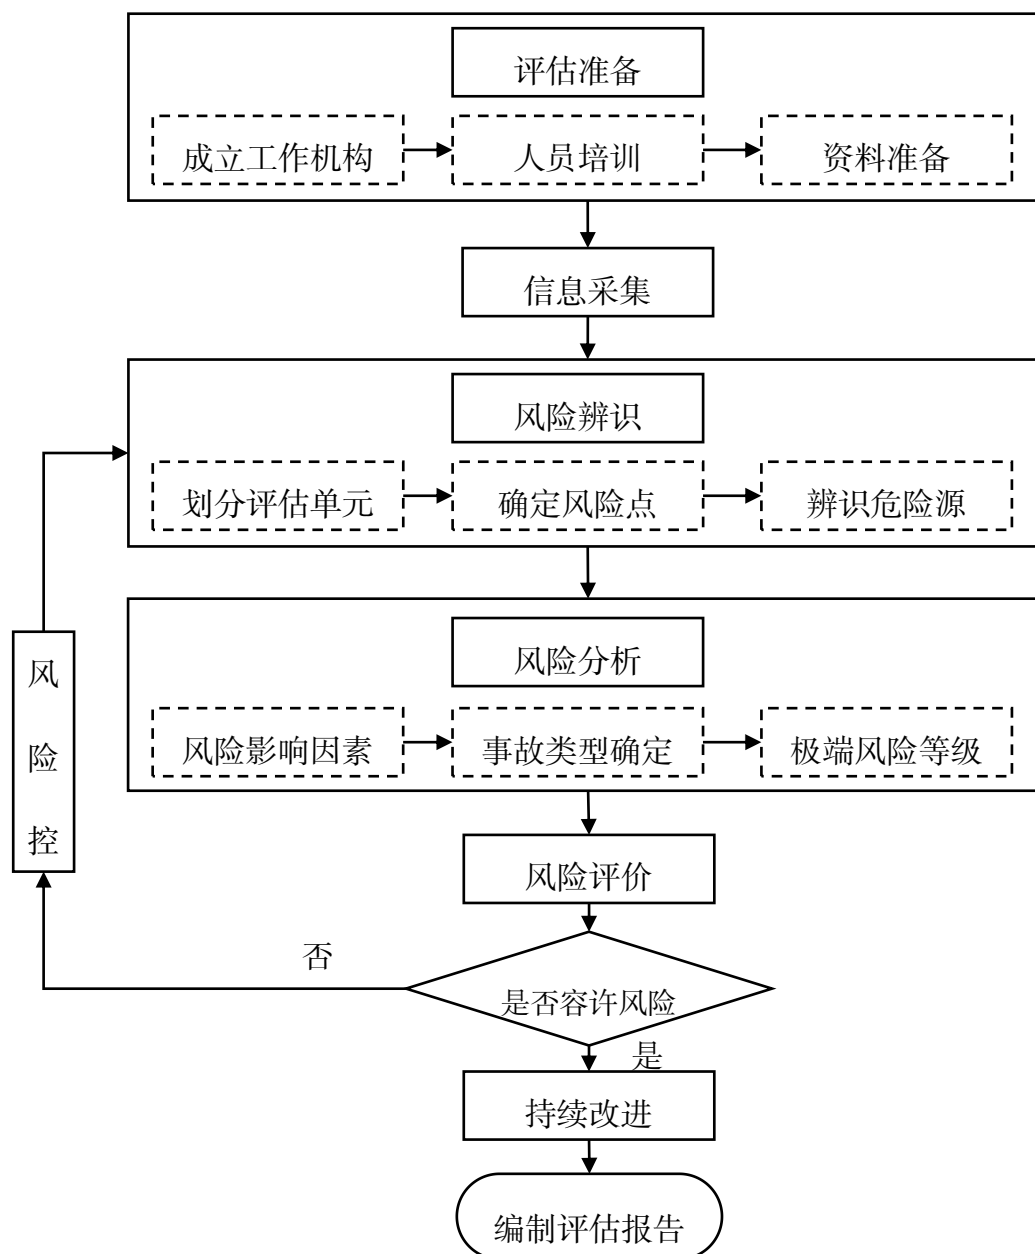 评估准备
成立工作机构
人员培训
资料准备
信息采集
风险辨识
划分评估单元
确定风险点
辨识危险源
风险分析
风险影响因素
事故类型确定
极端风险等级
风
险
控
风险评价
否
是否容许风险
是
持续改进
编制评估报告